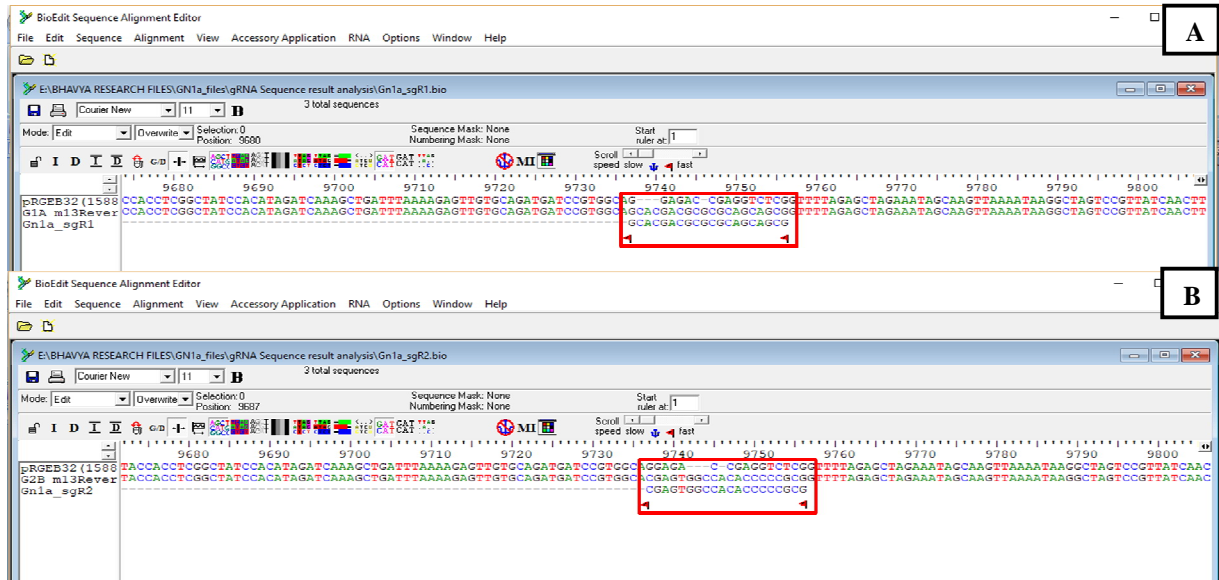 BioEdit Sequence Alignment Editor
A
File Edit Sequence Alignment View Accessory Application RNA Options Window Help
E:\BHAVYA RESEARCH FILES\GN1a_files\gRNA Sequence result analysis\Gn1a_sgR1.bio
Courier New 11 B 3 total sequences
Mode: Edit Overwrite Selection: 0 Position: 9680 Sequence Mask: None Numbering Mask: None Start ruler at: 1
I D I D G/D MI Scroll speed slow fast
9680 9690 9700 9710 9720 9730 9740 9750 9760 9770 9780 9790 9800
pRGEB32(1588 CCACCTCGGCTATCCACATAGATCAAAGCTGATTTAAAAGAGTTGTGCAGATGATCCGTGGCAG---GAGAC-CGAGGTCTCGGTTTTAGAGCTAGAAATAGCAAGTTAAAATAAGGCTAGTCCGTTATCAACTT
G1A m13Rever CCACCTCGGCTATCCACATAGATCAAAGCTGATTTAAAAGAGTTGTGCAGATGATCCGTGGCAGCACGACGCGCGCAGCAGCGGTTTTAGAGCTAGAAATAGCAAGTTAAAATAAGGCTAGTCCGTTATCAACTT
Gn1a_sgR1 GCACGACGCGCGCAGCAGCG
BioEdit Sequence Alignment Editor
B
File Edit Sequence Alignment View Accessory Application RNA Options Window Help
E:\BHAVYA RESEARCH FILES\GN1a_files\gRNA Sequence result analysis\Gn1a_sgR2.bio
Courier New 11 B 3 total sequences
Mode: Edit Overwrite Selection: 0 Position: 9687 Sequence Mask: None Numbering Mask: None Start ruler at: 1
I D I D G/D MI Scroll speed slow fast
9680 9690 9700 9710 9720 9730 9740 9750 9760 9770 9780 9790 9800
pRGEB32(1588 TACCACCTCGGCTATCCACATAGATCAAAGCTGATTTAAAAGAGTTGTGCAGATGATCCGTGGCAGGAGA---C-CGAGGTCTCGGTTTTAGAGCTAGAAATAGCAAGTTAAAATAAGGCTAGTCCGTTATCAAC
G2B m13Rever TACCACCTCGGCTATCCACATAGATCAAAGCTGATTTAAAAGAGTTGTGCAGATGATCCGTGGCACGAGTGGCCACACCCCCGCGGTTTTAGAGCTAGAAATAGCAAGTTAAAATAAGGCTAGTCCGTTATCAAC
Gn1a_sgR2 CGAGTGGCCACACCCCCGCG